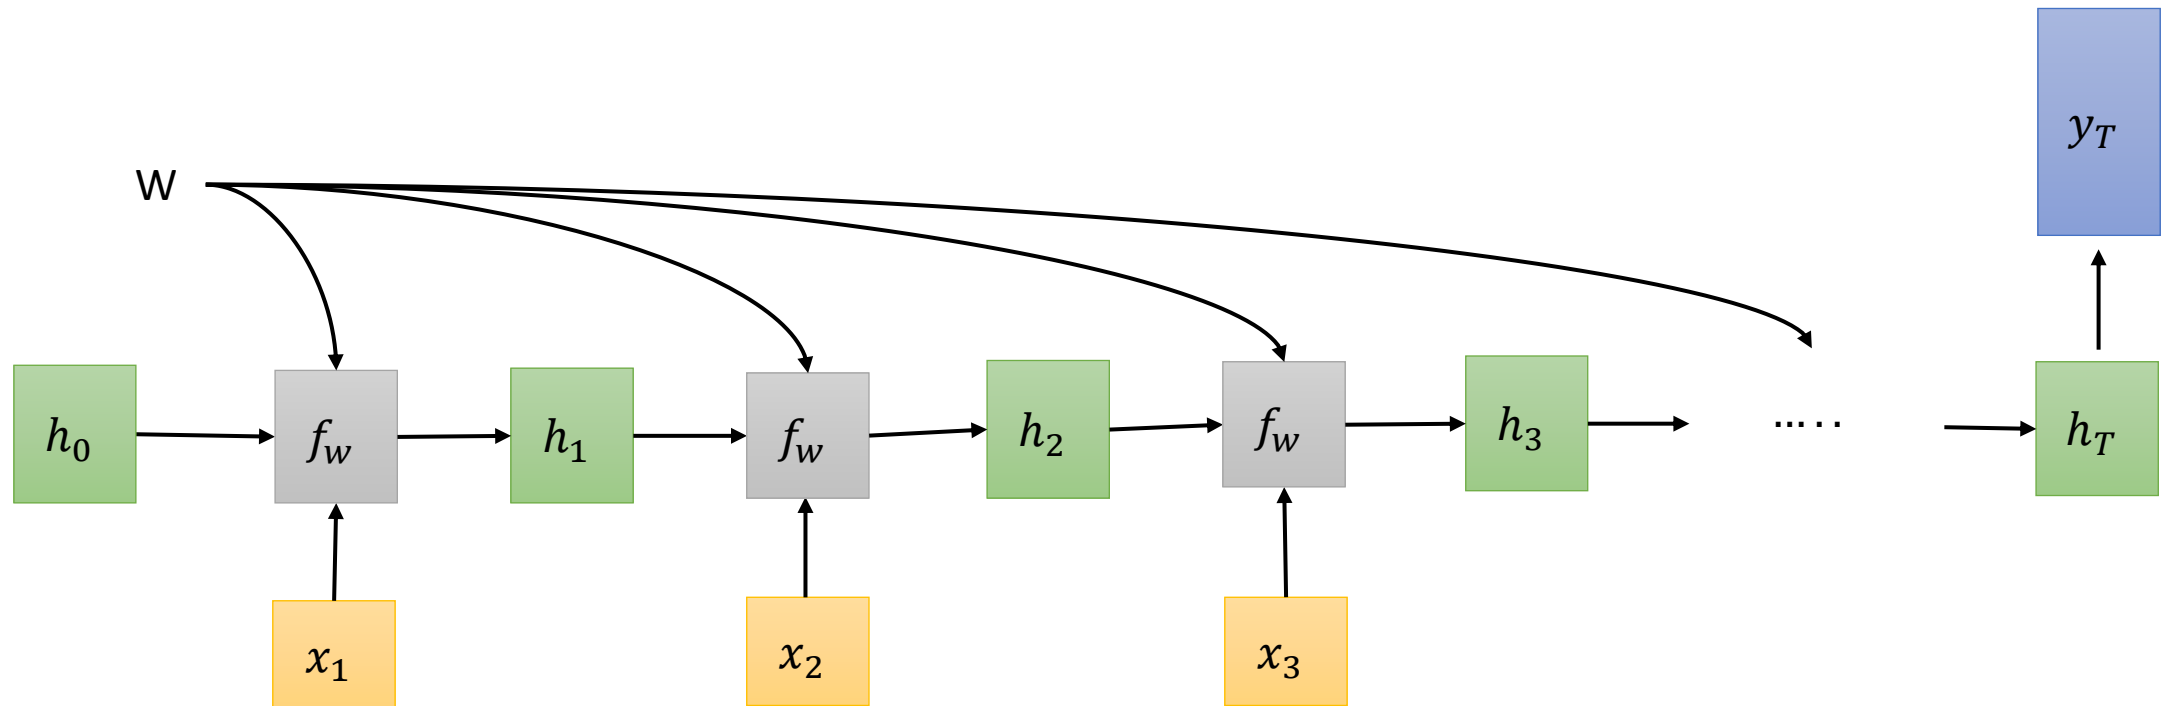 y_T
W
h_0 f_w h_1 f_w h_2 f_w h_3 ..... h_T
x_1 x_2 x_3